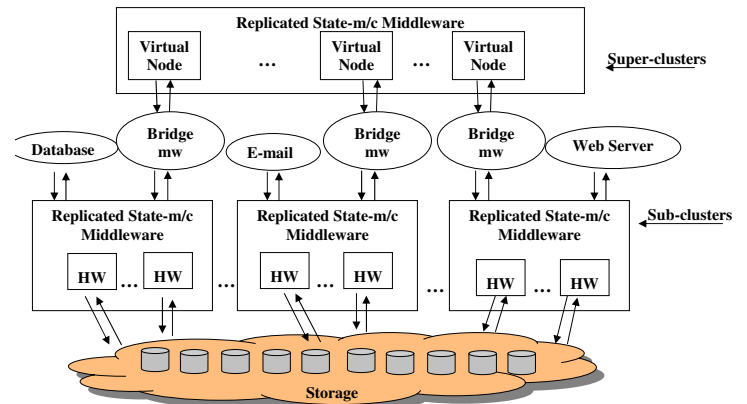 Replicated State-m/c Middleware
Virtual
Node
...
Virtual
Node
...
Virtual
Node
Super-clusters
Database
Bridge
mw
E-mail
Bridge
mw
Bridge
mw
Web Server
Replicated State-m/c
Middleware
HW
...
HW
...
Replicated State-m/c
Middleware
HW
...
HW
...
Replicated State-m/c
Middleware
HW
...
HW
Sub-clusters
Storage